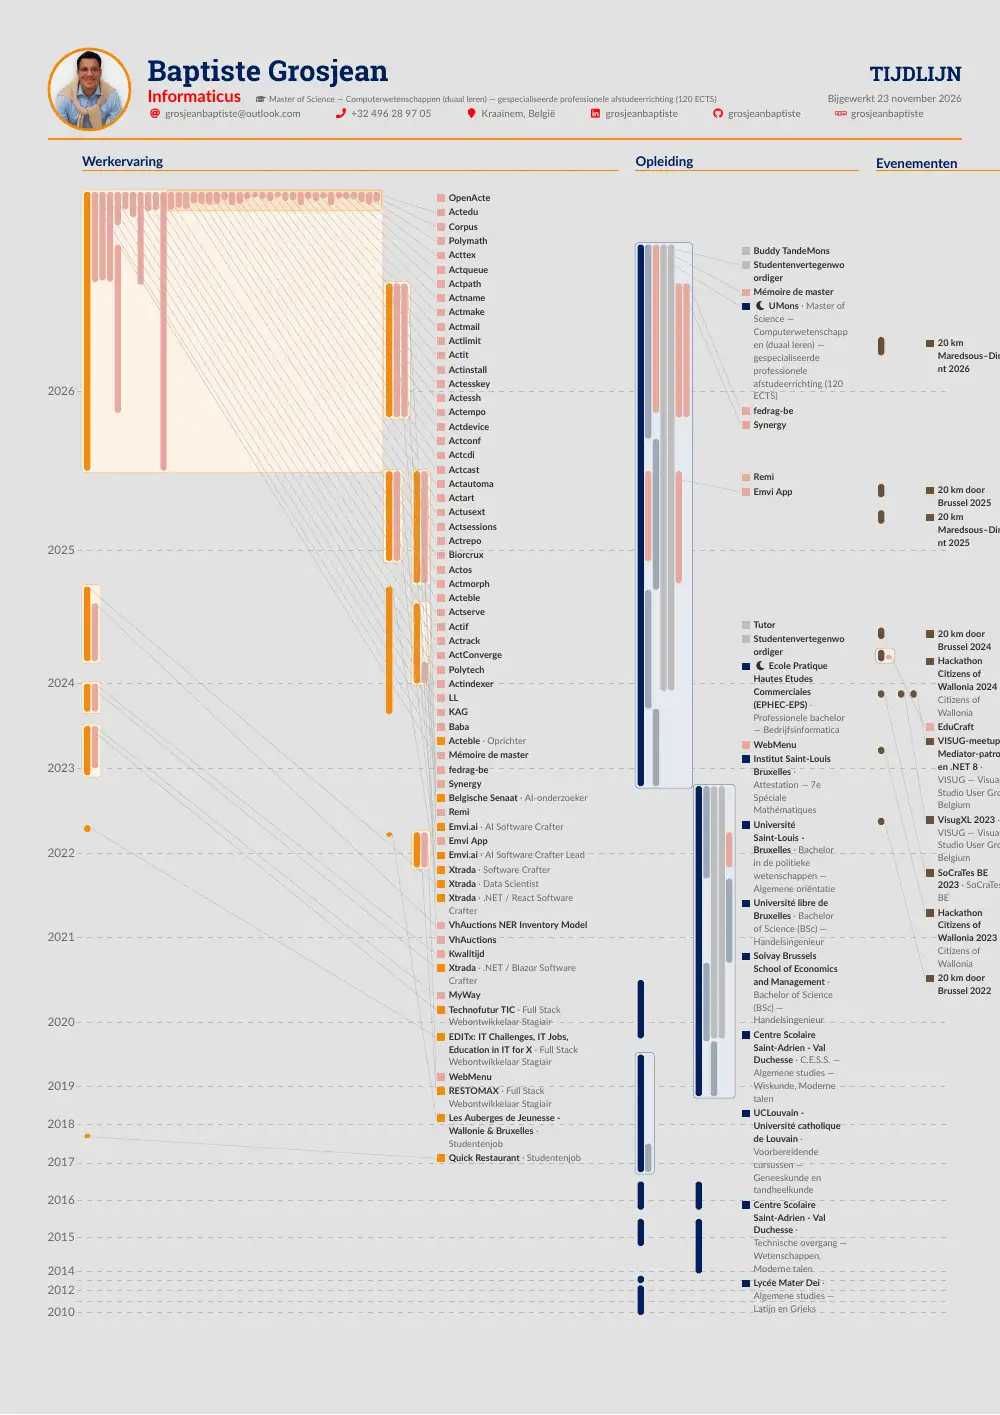 Baptiste Grosjean
TIJDLIJN
Informaticus
Master of Science — Computerwetenschappen (duaal leren) — gespecialiseerde professionele afstudeerrichting (120 ECTS)
Bijgewerkt 23 november 2026
grosjeanbaptiste@outlook.com
+32 496 28 97 05
Kraainem, België
grosjeanbaptiste
grosjeanbaptiste
grosjeanbaptiste
Werkervaring
Opleiding
Evenementen
2026
2025
2024
2023
2022
2021
2020
2019
2018
2017
2016
2015
2014
2012
2010
OpenActe
Actedu
Corpus
Polymath
Acttex
Actqueue
Actpath
Actname
Actmake
Actmail
Actlimit
Actit
Actinstall
Actesskey
Actessh
Actempo
Actdevice
Actconf
Actcdi
Actcast
Actautoma
Actart
Actusext
Actsessions
Actrepo
Biorcrux
Actos
Actmorph
Acteble
Actserve
Actif
Actrack
ActConverge
Polytech
Actindexer
LL
KAG
Baba
Acteble · Oprichter
Mémoire de master
fedrag-be
Synergy
Belgische Senaat · AI-onderzoeker
Remi
Emvi.ai · AI Software Crafter
Emvi App
Emvi.ai · AI Software Crafter Lead
Xtrada · Software Crafter
Xtrada · Data Scientist
Xtrada · .NET / React Software
Crafter
VhAuctions NER Inventory Model
VhAuctions
Kwalitijd
Xtrada · .NET / Blazor Software
Crafter
MyWay
Technofutur TIC · Full Stack
Webontwikkelaar Stagiair
EDITx: IT Challenges, IT Jobs,
Education in IT for X · Full Stack
Webontwikkelaar Stagiair
WebMenu
RESTOMAX · Full Stack
Webontwikkelaar Stagiair
Les Auberges de Jeunesse -
Wallonie & Bruxelles ·
Studentenjob
Quick Restaurant · Studentenjob
Buddy TandeMons
Studentenvertegenwo
ordiger
Mémoire de master
UMons · Master of
Science —
Computerwetenschapp
en (duaal leren) —
gespecialiseerde
professionele
afstudeerrichting (120
ECTS)
fedrag-be
Synergy
Remi
Emvi App
Tutor
Studentenvertegenwo
ordiger
Ecole Pratique
Hautes Etudes
Commerciales
(EPHEC-EPS) ·
Professionele bachelor
— Bedrijfsinformatica
WebMenu
Institut Saint-Louis
Bruxelles ·
Attestation — 7e
Spéciale
Mathématiques
Université
Saint-Louis -
Bruxelles · Bachelor
in de politieke
wetenschappen —
Algemene oriëntatie
Université libre de
Bruxelles · Bachelor
of Science (BSc) —
Handelsingenieur
Solvay Brussels
School of Economics
and Management ·
Bachelor of Science
(BSc) —
Handelsingenieur
Centre Scolaire
Saint-Adrien - Val
Duchesse · C.E.S.S. —
Algemene studies —
Wiskunde, Moderne
talen
UCLouvain -
Université catholique
de Louvain ·
Voorbereidende
cursussen —
Geneeskunde en
tandheelkunde
Centre Scolaire
Saint-Adrien - Val
Duchesse ·
Technische overgang —
Wetenschappen,
Moderne talen
Lycée Mater Dei ·
Algemene studies —
Latijn en Grieks
20 km
Maredsous–Din
nt 2026
20 km door
Brussel 2025
20 km
Maredsous–Din
nt 2025
20 km door
Brussel 2024
Hackathon
Citizens of
Wallonia 2024
Citizens of
Wallonia
EduCraft
VISUG-meetup
Mediator-patro
en .NET 8 ·
VISUG — Visua
Studio User Gro
Belgium
VisugXL 2023 ·
VISUG — Visua
Studio User Gro
Belgium
SoCraTes BE
2023 · SoCraTes
BE
Hackathon
Citizens of
Wallonia 2023
Citizens of
Wallonia
20 km door
Brussel 2022